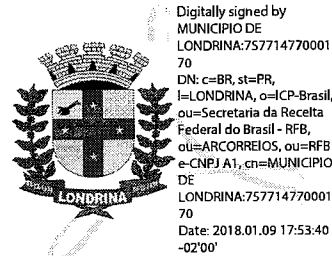 Digitally signed by
MUNICIPIO DE
LONDRINA:757714770001
70
DN: c=BR, st=PR,
l=LONDRINA, o=ICP-Brasil,
ou=Secretaria da Receita
Federal do Brasil - RFB,
ou=ARCORREIOS, ou=RFB
e-CNPJ A1, cn=MUNICIPIO
DE
LONDRINA:757714770001
70
Date: 2018.01.09 17:53:40
-02'00'
LONDRINA